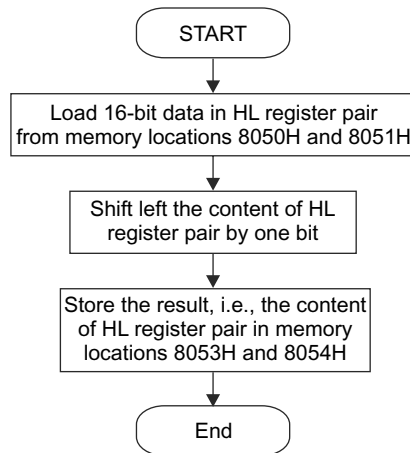 START
Load 16-bit data in HL register pair
from memory locations 8050H and 8051H
Shift left the content of HL
register pair by one bit
Store the result, i.e., the content
of HL register pair in memory
locations 8053H and 8054H
End